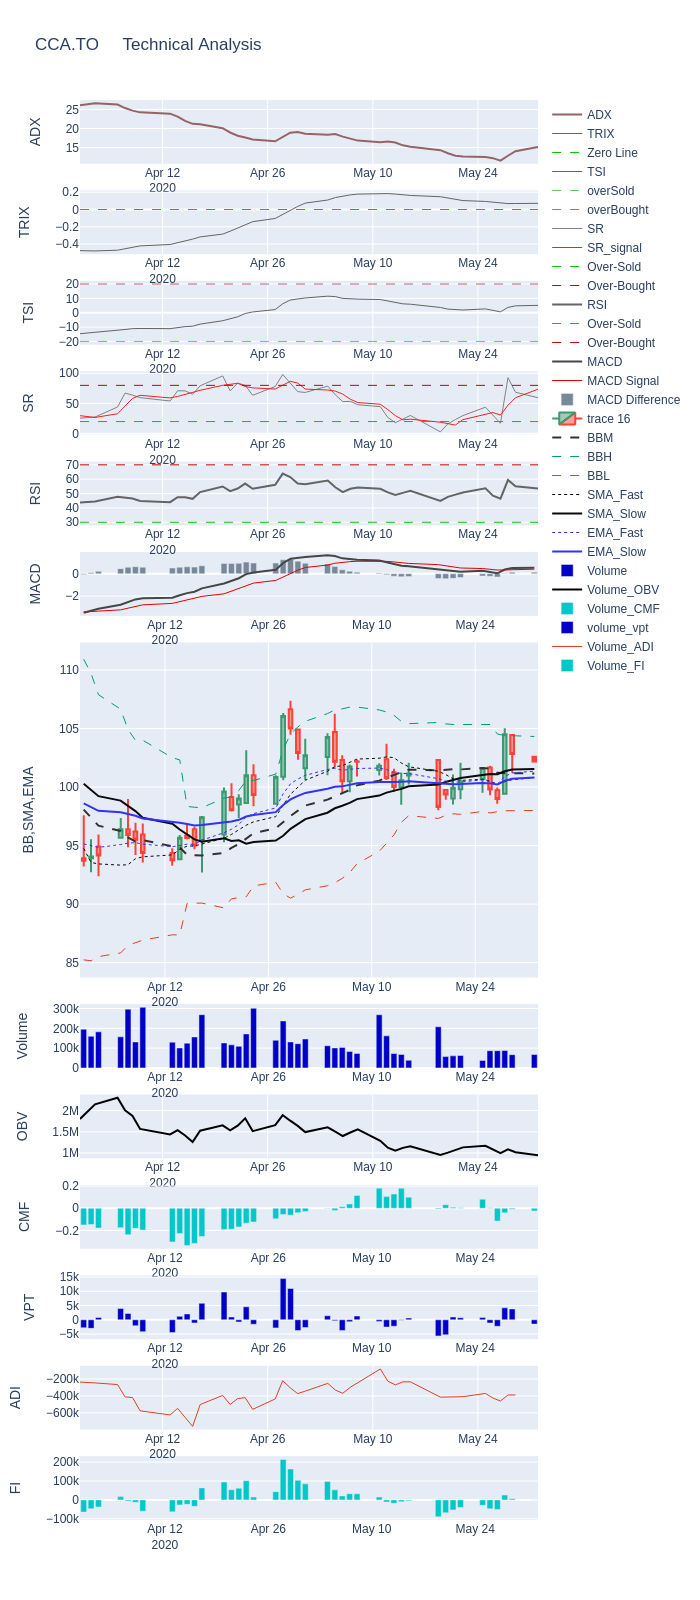 CCA.TO Technical Analysis
ADX
25
20
15
Apr 12
2020
Apr 26
May 10
May 24
TRIX
0.2
0
−0.2
−0.4
Apr 12
2020
Apr 26
May 10
May 24
TSI
20
10
0
−10
−20
Apr 12
2020
Apr 26
May 10
May 24
SR
100
50
0
Apr 12
2020
Apr 26
May 10
May 24
RSI
70
60
50
40
30
Apr 12
2020
Apr 26
May 10
May 24
MACD
0
−2
Apr 12
2020
Apr 26
May 10
May 24
BB,SMA,EMA
110
105
100
95
90
85
Apr 12
2020
Apr 26
May 10
May 24
Volume
300k
200k
100k
0
Apr 12
2020
Apr 26
May 10
May 24
OBV
2M
1.5M
1M
Apr 12
2020
Apr 26
May 10
May 24
CMF
0.2
0
−0.2
Apr 12
2020
Apr 26
May 10
May 24
VPT
15k
10k
5k
0
−5k
Apr 12
2020
Apr 26
May 10
May 24
ADI
−200k
−400k
−600k
Apr 12
2020
Apr 26
May 10
May 24
FI
200k
100k
0
−100k
Apr 12
2020
Apr 26
May 10
May 24
ADX
TRIX
Zero Line
TSI
overSold
overBought
SR
SR_signal
Over-Sold
Over-Bought
RSI
Over-Sold
Over-Bought
MACD
MACD Signal
MACD Difference
trace 16
BBM
BBH
BBL
SMA_Fast
SMA_Slow
EMA_Fast
EMA_Slow
Volume
Volume_OBV
Volume_CMF
volume_vpt
Volume_ADI
Volume_FI